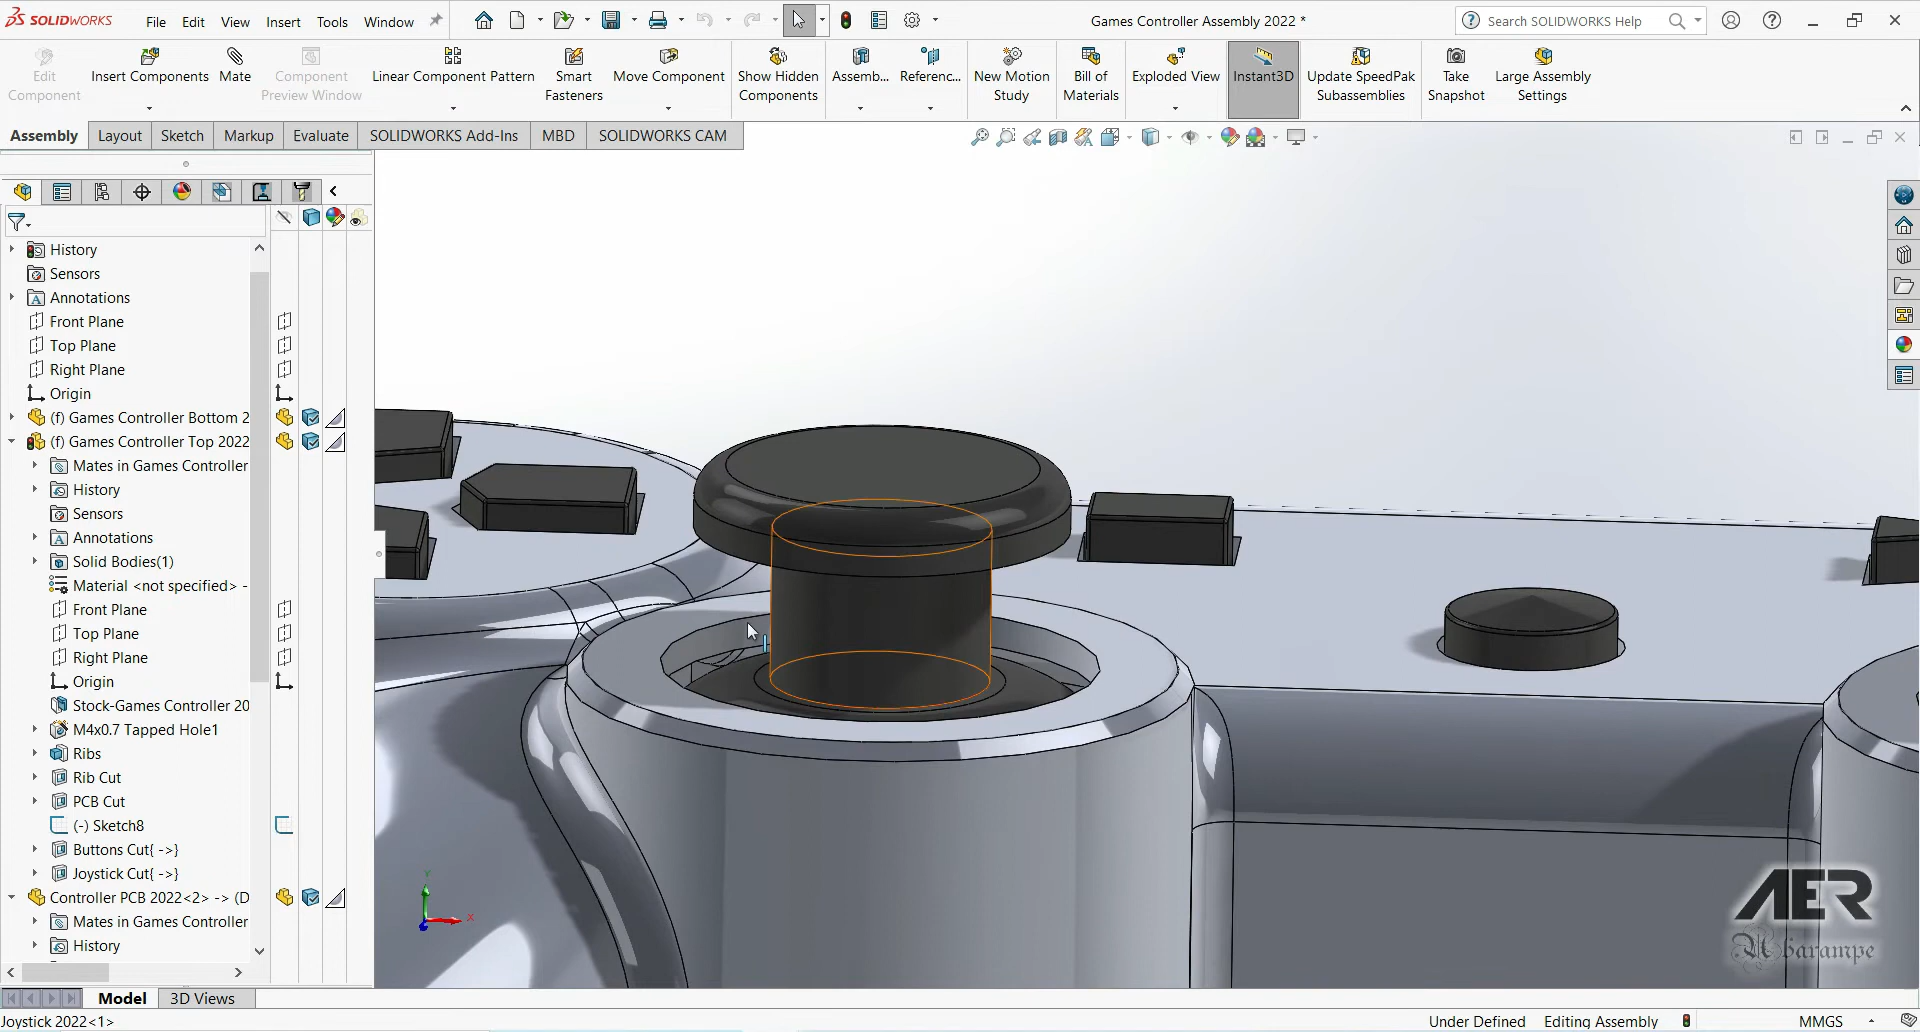 SOLIDWORKS File Edit View Insert Tools Window
Games Controller Assembly 2022 *
Search SOLIDWORKS Help
Edit Component
Insert Components
Mate
Component Preview Window
Linear Component Pattern
Smart Fasteners
Move Component
Show Hidden Components
Assemb...
Referenc...
New Motion Study
Bill of Materials
Exploded View
Instant3D
Update SpeedPak Subassemblies
Take Snapshot
Large Assembly Settings
Assembly Layout Sketch Markup Evaluate SOLIDWORKS Add-Ins MBD SOLIDWORKS CAM
History
Sensors
Annotations
Front Plane
Top Plane
Right Plane
Origin
(f) Games Controller Bottom 2
(f) Games Controller Top 2022
Mates in Games Controller
History
Sensors
Annotations
Solid Bodies(1)
Material <not specified> -
Front Plane
Top Plane
Right Plane
Origin
Stock-Games Controller 20
M4x0.7 Tapped Hole1
Ribs
Rib Cut
PCB Cut
(-) Sketch8
Buttons Cut{ ->}
Joystick Cut{ ->}
Controller PCB 2022<2> -> (D
Mates in Games Controller
History
Y
X
AER
Mbarampe
Model 3D Views
Joystick 2022<1>
Under Defined Editing Assembly MMGS